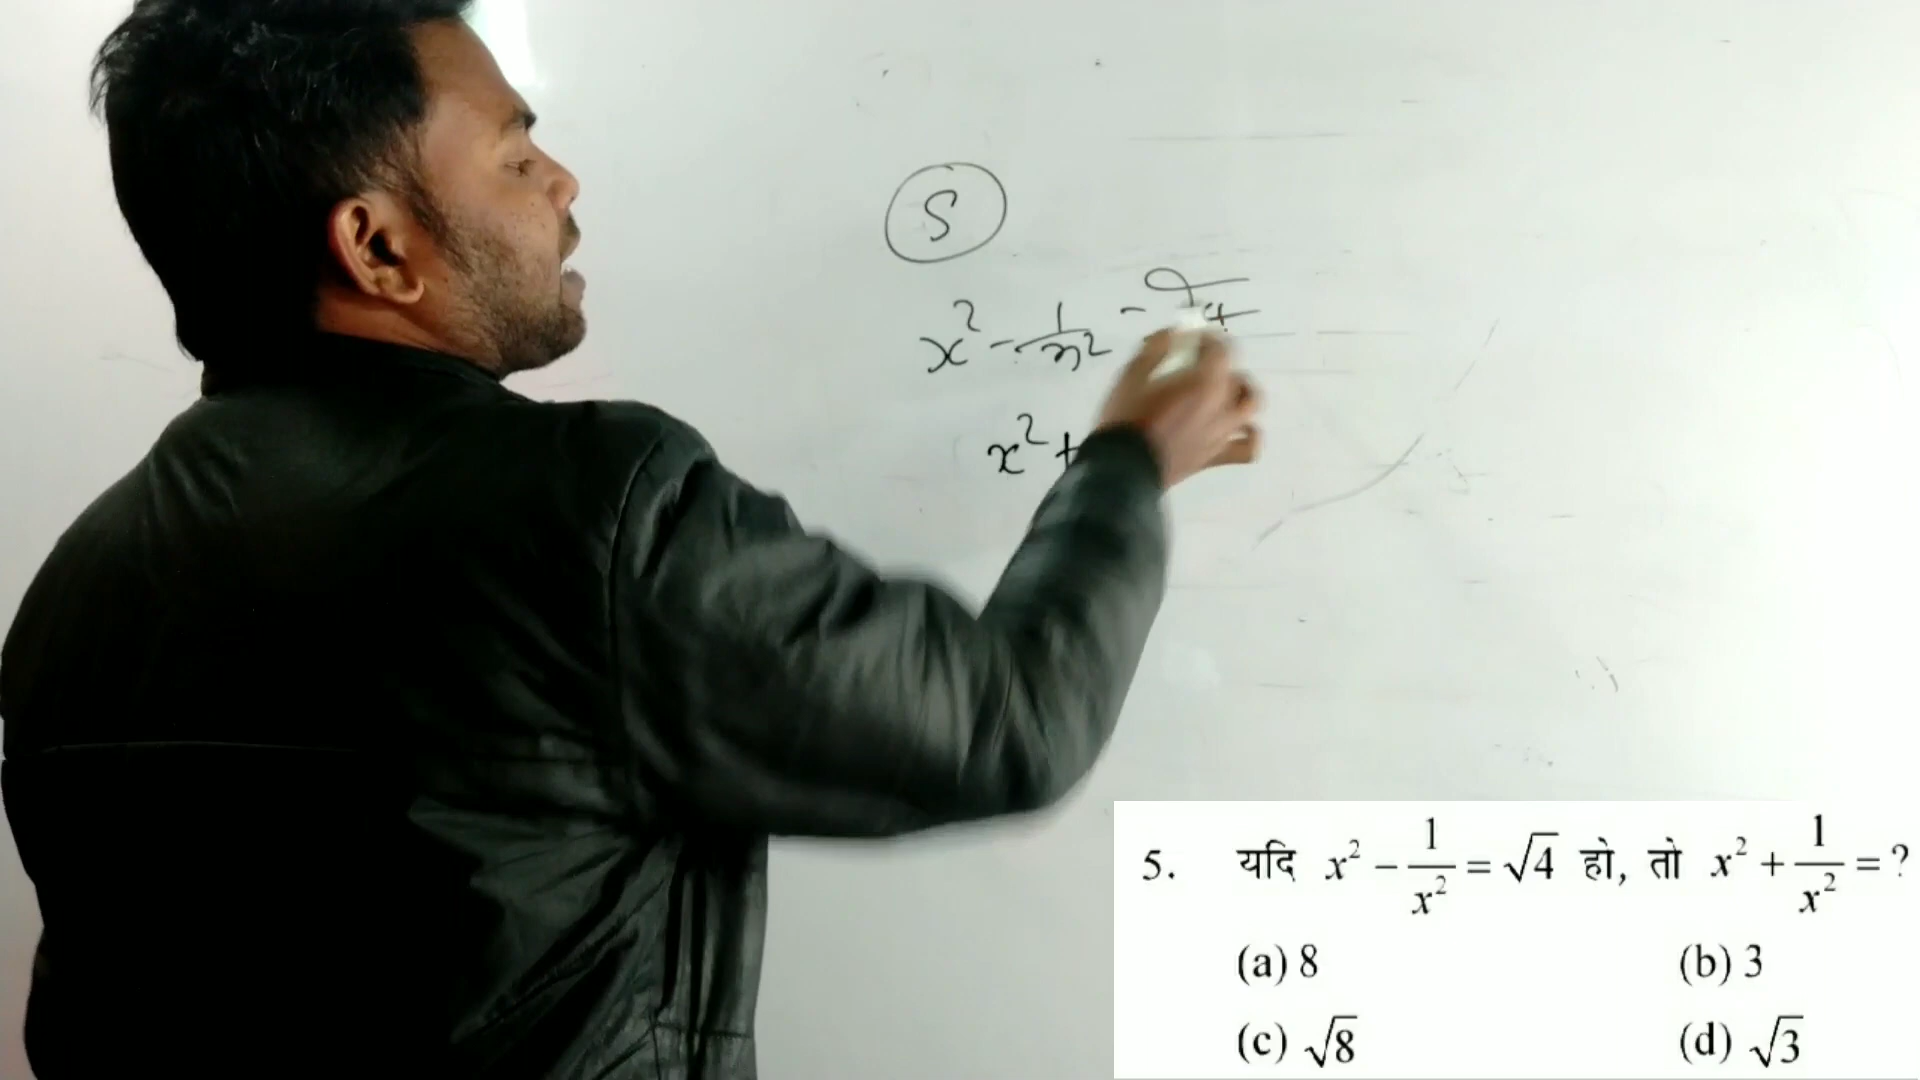 5
x² - 1/x² = √4
x² +
5. यदि x² - 1/x² = √4 हो, तो x² + 1/x² = ?
(a) 8 (b) 3
(c) √8 (d) √3